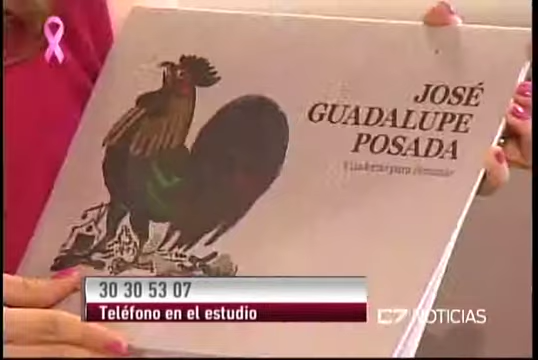 JOSÉ
GUADALUPE
POSADA
30 30 53 07
Teléfono en el estudio
C7 NOTICIAS